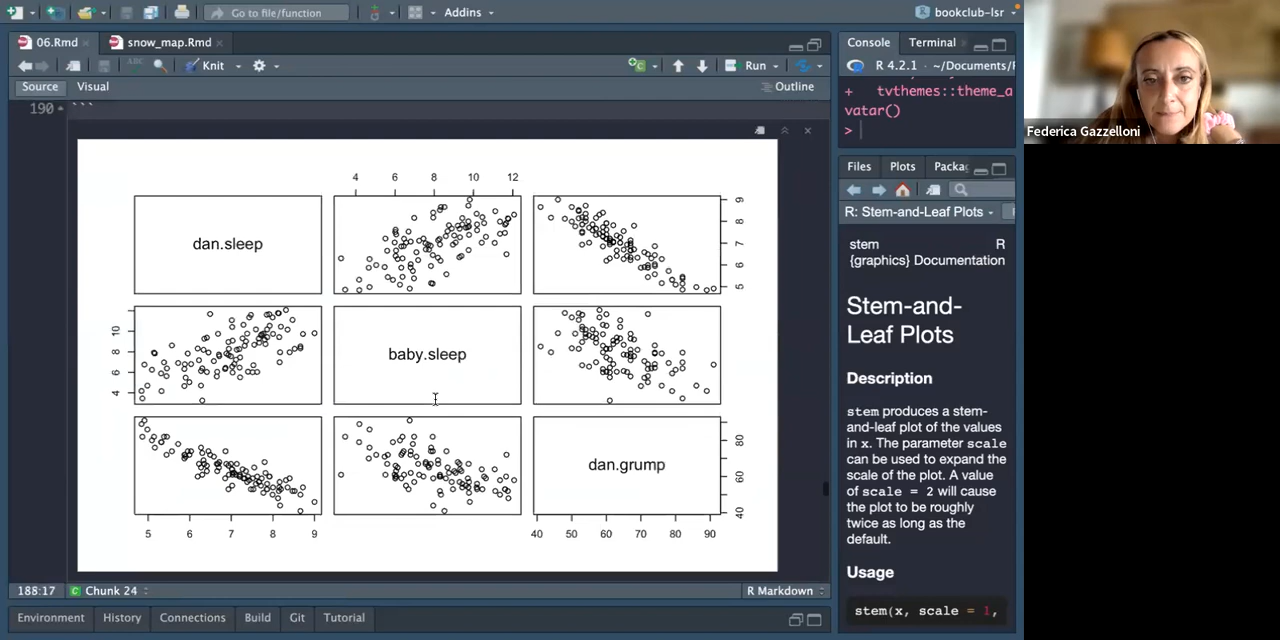 Go to file/function
Addins
bookclub-lsr
06.Rmd
snow_map.Rmd
Console
Terminal
Knit
Run
R 4.2.1 · ~/Documents/
Source
Visual
Outline
190
```
+ tvthemes::theme_a
vatar()
>
Federica Gazzelloni
Files
Plots
Packa
R: Stem-and-Leaf Plots
4 6 8 10 12
dan.sleep
5 6 7 8 9
stem
R
{graphics} Documentation
Stem-and-
Leaf Plots
4 6 8 10
baby.sleep
Description
stem produces a stem-
and-leaf plot of the values
in x. The parameter scale
can be used to expand the
scale of the plot. A value
of scale = 2 will cause
the plot to be roughly
twice as long as the
default.
dan.grump
40 60 80
5 6 7 8 9
40 50 60 70 80 90
Usage
stem(x, scale = 1,
188:17
Chunk 24
R Markdown
Environment
History
Connections
Build
Git
Tutorial